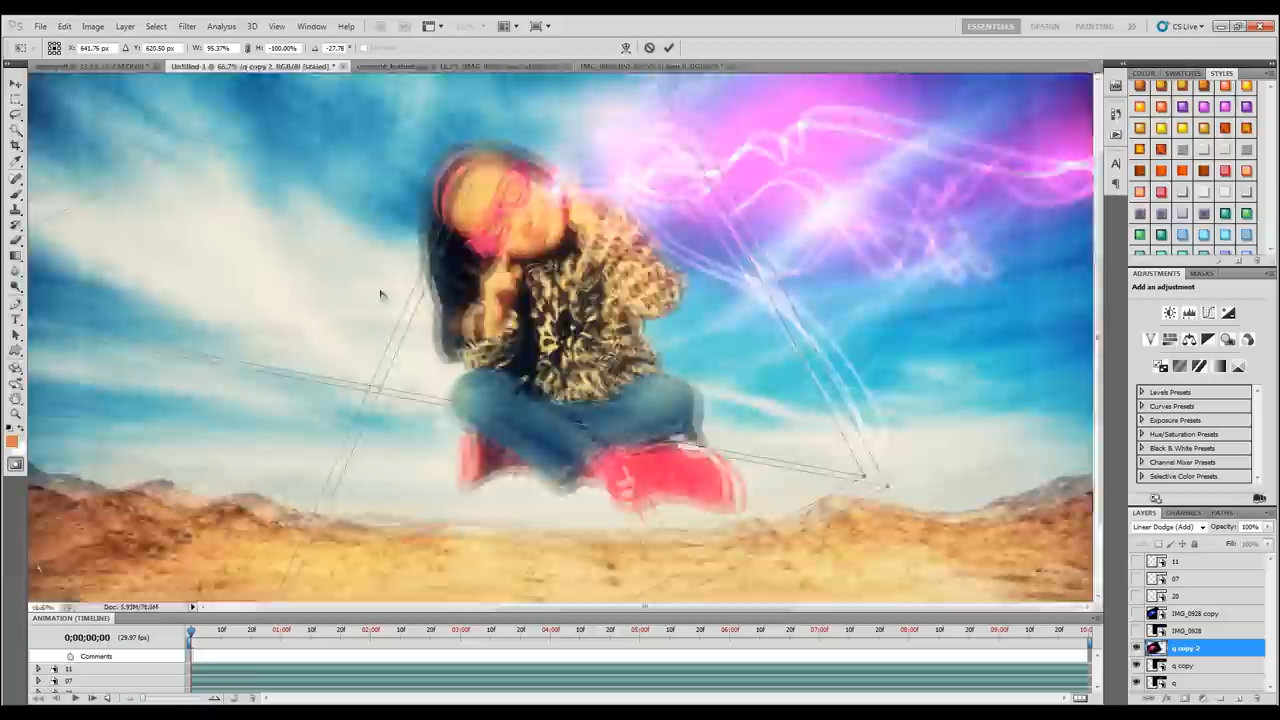 PS File Edit Image Layer Select Filter Analysis 3D View Window Help ESSENTIALS DESIGN PAINTING CS Live
X: 641.76 px Y: 620.50 px W: 95.37% H: -100.00% -27.78 °
Untitled-1 @ 66.7% (q copy 2, RGB/8) [scaled] *
COLOR SWATCHES STYLES
ADJUSTMENTS MASKS
Add an adjustment
Levels Presets
Curves Presets
Exposure Presets
Hue/Saturation Presets
Black & White Presets
Channel Mixer Presets
Selective Color Presets
LAYERS CHANNELS PATHS
Linear Dodge (Add) Opacity: 100%
Fill: 100%
11
07
20
IMG_0926 copy
IMG_0928
q copy 2
q copy
q
66.67% Doc: 5.93M/78.6M
ANIMATION (TIMELINE)
0;00;00;00 (29.97 fps) 10f 20f 01:00f 10f 20f 02:00f 10f 20f 03:00f 10f 20f 04:00f 10f 20f 05:00f 10f 20f 06:00f 10f 20f 07:00f 10f 20f 08:00f 10f 20f 09:00f 10f 20f
Comments
11
07